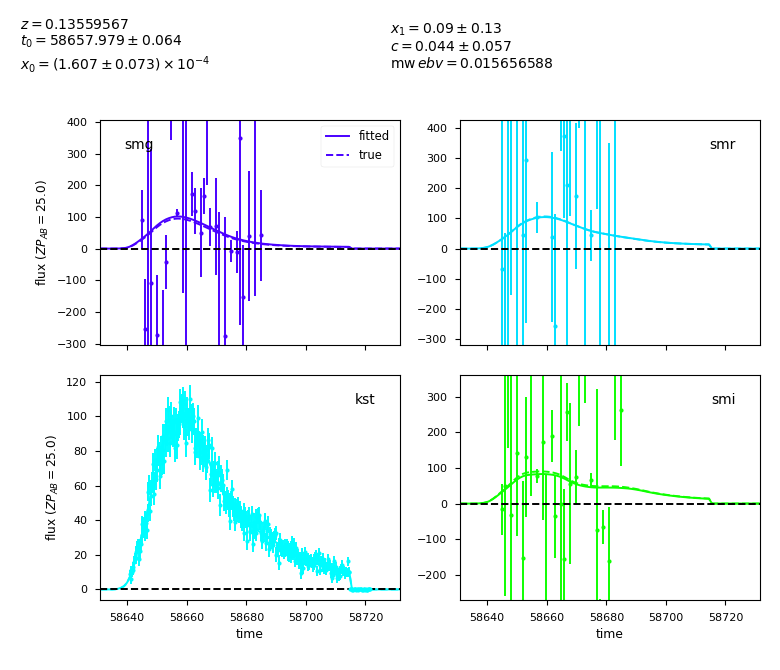 z = 0.13559567
t₀ = 58657.979 ± 0.064
x₀ = (1.607 ± 0.073) × 10⁻⁴
x₁ = 0.09 ± 0.13
c = 0.044 ± 0.057
mw ebv = 0.015656588
400
300
200
100
0
−100
−200
−300
flux (ZP_AB = 25.0)
smg
fitted
true
400
300
200
100
0
−100
−200
−300
smr
120
100
80
60
40
20
0
flux (ZP_AB = 25.0)
kst
58640 58660 58680 58700 58720
time
300
200
100
0
−100
−200
smi
58640 58660 58680 58700 58720
time